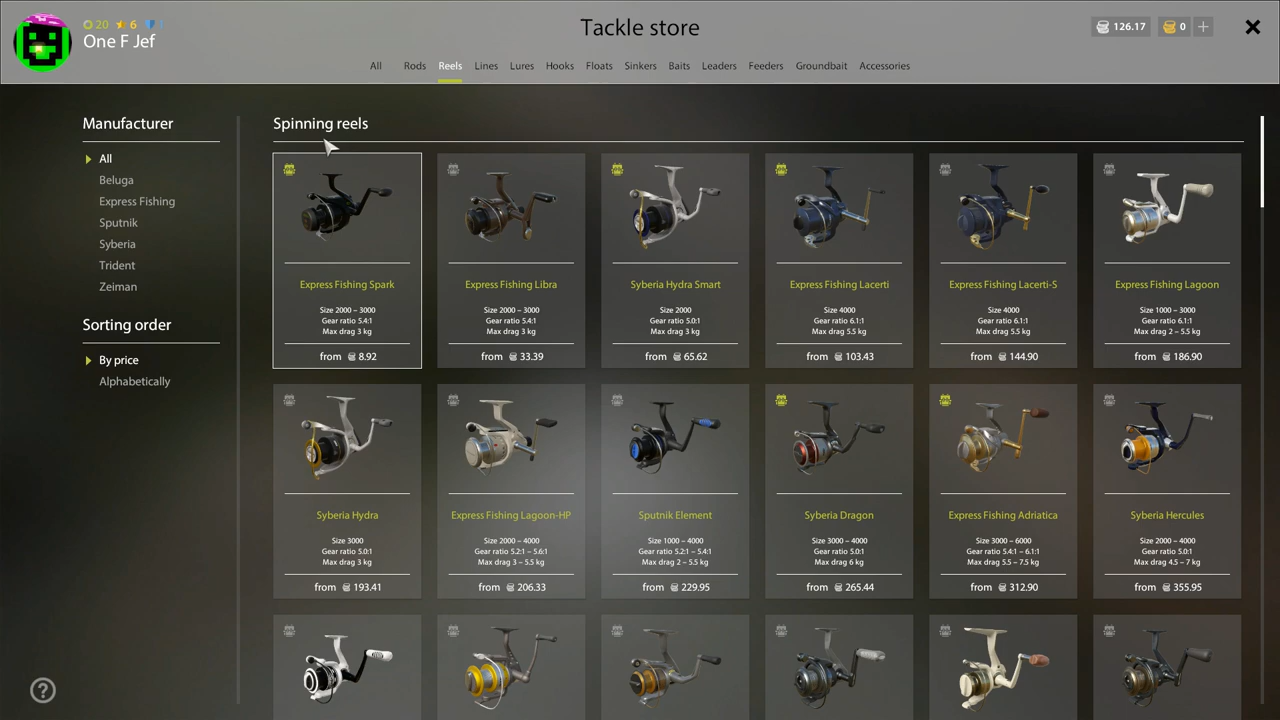 20 6 1
One F Jef
Tackle store
126.17 0 +
All Rods Reels Lines Lures Hooks Floats Sinkers Baits Leaders Feeders Groundbait Accessories
Manufacturer
All
Beluga
Express Fishing
Sputnik
Syberia
Trident
Zeiman
Sorting order
By price
Alphabetically
Spinning reels
Express Fishing Spark
Size 2000 – 3000
Gear ratio 5.4:1
Max drag 3 kg
from 8.92
Express Fishing Libra
Size 2000 – 3000
Gear ratio 5.4:1
Max drag 3 kg
from 33.39
Syberia Hydra Smart
Size 2000
Gear ratio 5.0:1
Max drag 3 kg
from 65.62
Express Fishing Lacerti
Size 4000
Gear ratio 6.1:1
Max drag 5.5 kg
from 103.43
Express Fishing Lacerti-S
Size 4000
Gear ratio 6.1:1
Max drag 5.5 kg
from 144.90
Express Fishing Lagoon
Size 1000 – 3000
Gear ratio 6.1:1
Max drag 2 – 5.5 kg
from 186.90
Syberia Hydra
Size 3000
Gear ratio 5.0:1
Max drag 3 kg
from 193.41
Express Fishing Lagoon-HP
Size 2000 – 4000
Gear ratio 5.2:1 – 5.6:1
Max drag 3 – 5.5 kg
from 206.33
Sputnik Element
Size 1000 – 4000
Gear ratio 5.2:1 – 5.4:1
Max drag 2 – 5.5 kg
from 229.95
Syberia Dragon
Size 3000 – 4000
Gear ratio 5.0:1
Max drag 6 kg
from 265.44
Express Fishing Adriatica
Size 3000 – 6000
Gear ratio 5.4:1 – 6.1:1
Max drag 5.5 – 7.5 kg
from 312.90
Syberia Hercules
Size 2000 – 4000
Gear ratio 5.0:1
Max drag 4.5 – 7 kg
from 355.95
?